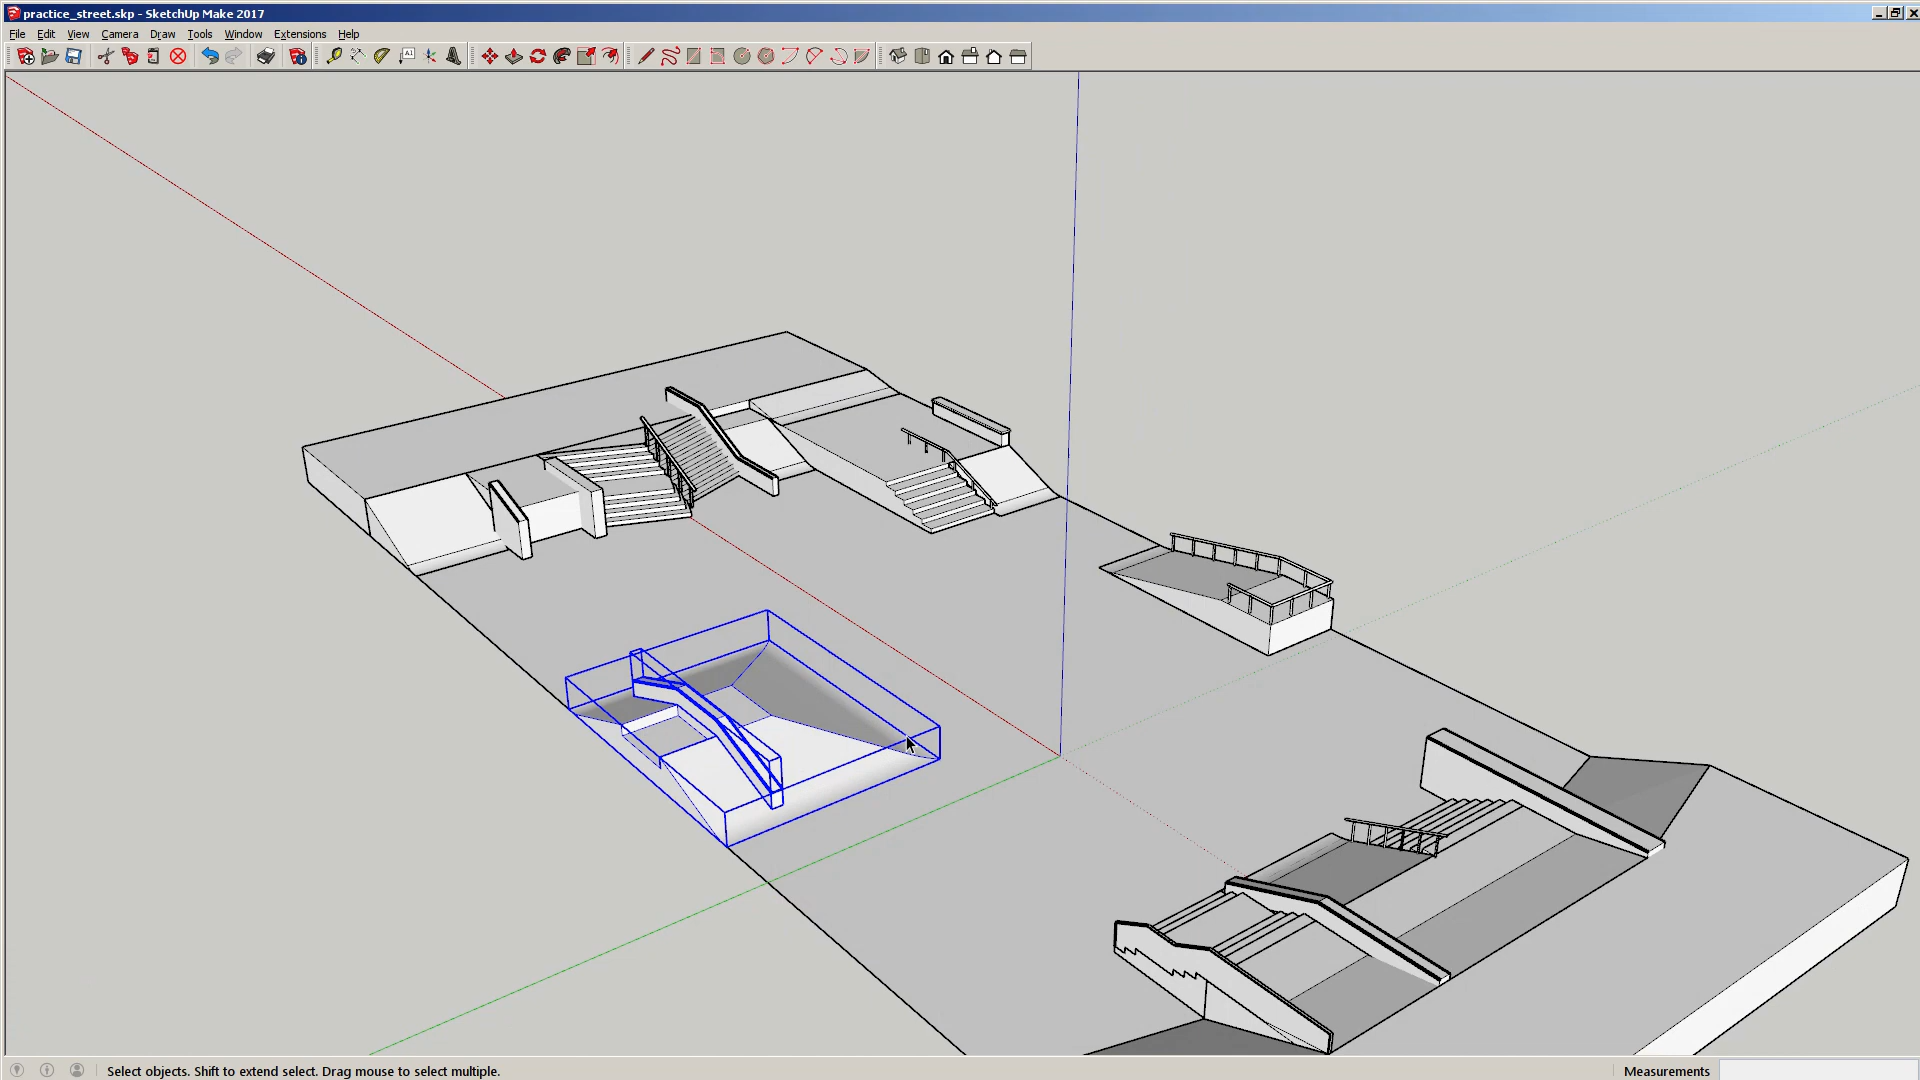 practice_street.skp - SketchUp Make 2017
File Edit View Camera Draw Tools Window Extensions Help
A1
Select objects. Shift to extend select. Drag mouse to select multiple.
Measurements